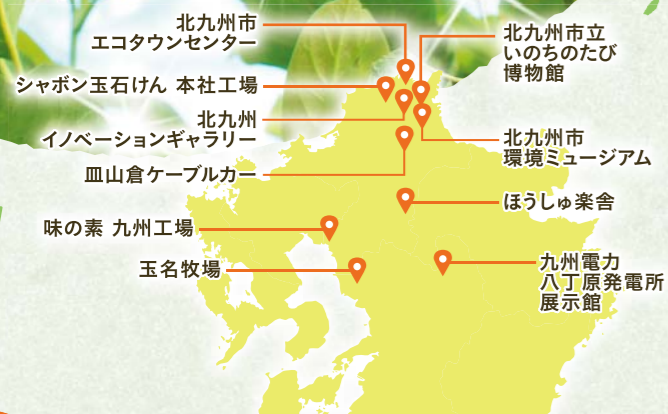 北九州市
エコタウンセンター
シャボン玉石けん 本社工場
北九州
イノベーションギャラリー
皿山倉ケーブルカー
味の素 九州工場
玉名牧場
北九州市立
いのちのたび
博物館
北九州市
環境ミュージアム
ほうしゅ楽舎
九州電力
八丁原発電所
展示館